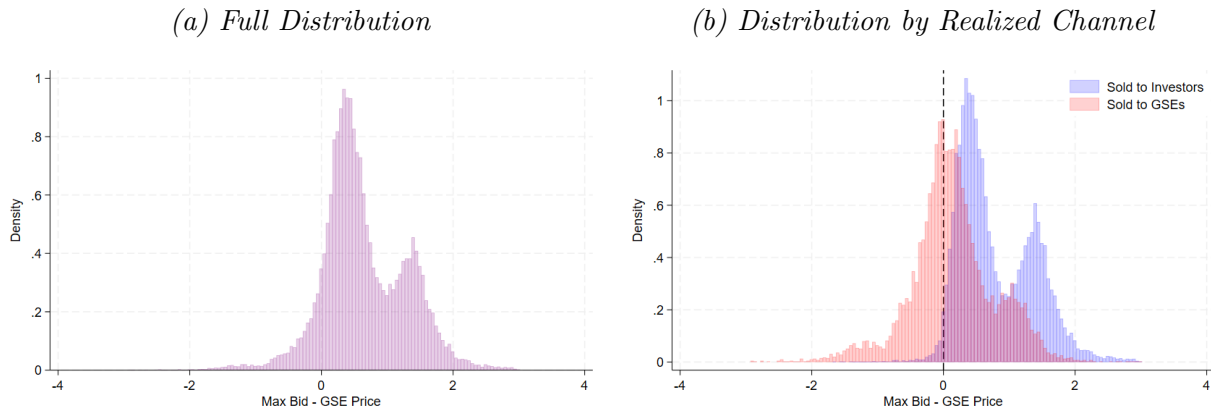 (a) Full Distribution
1
.8
.6
.4
.2
0
Density
-4
-2
0
2
4
Max Bid - GSE Price
(b) Distribution by Realized Channel
Sold to Investors
Sold to GSEs
1
.8
.6
.4
.2
0
Density
-4
-2
0
2
4
Max Bid - GSE Price